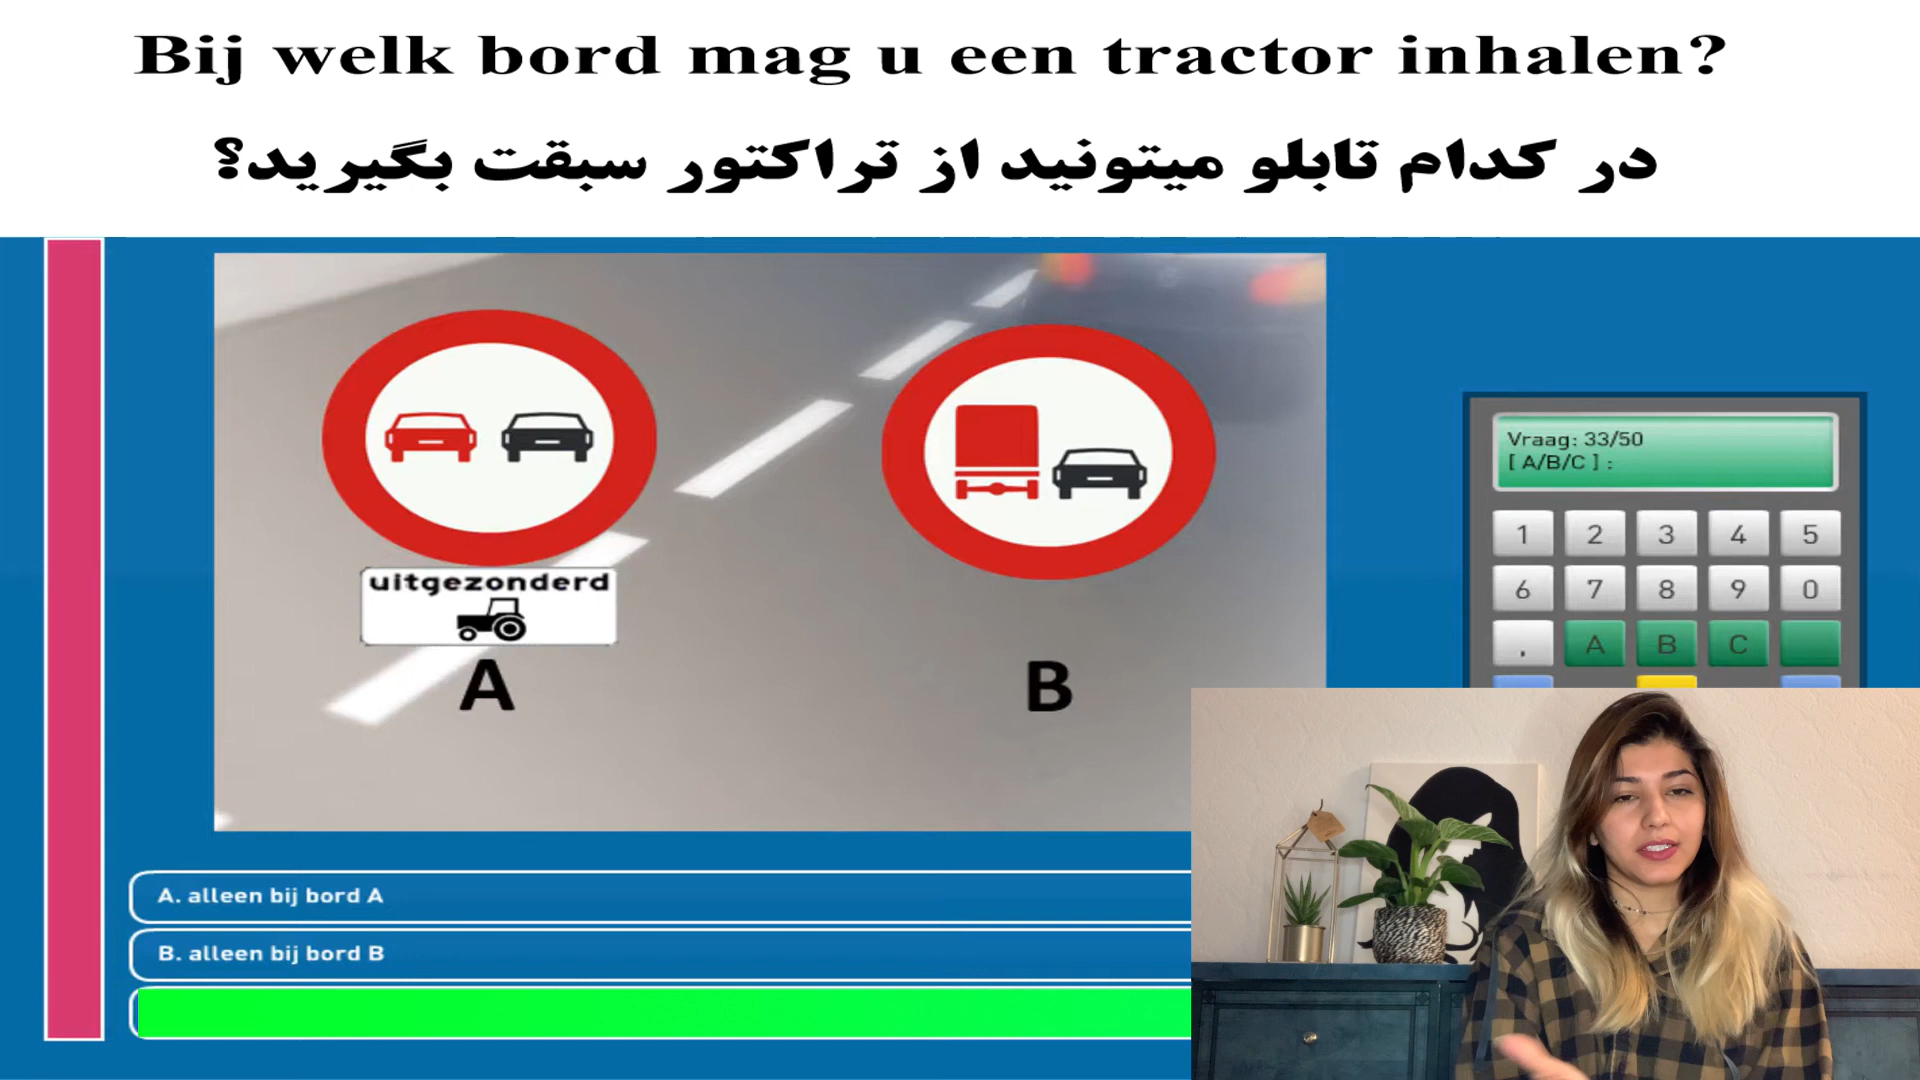 Bij welk bord mag u een tractor inhalen?
در کدام تابلو میتونید از تراکتور سبقت بگیرید؟
uitgezonderd
A
B
Vraag: 33/50
[ A/B/C ] :
1 2 3 4 5
6 7 8 9 0
, A B C
A. alleen bij bord A
B. alleen bij bord B